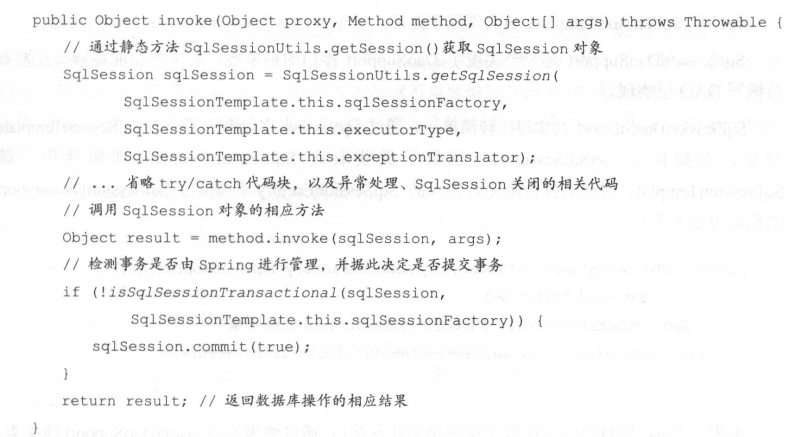 public Object invoke(Object proxy, Method method, Object[] args) throws Throwable {
// 通过静态方法 SqlSessionUtils.getSession()获取 SqlSession 对象
SqlSession sqlSession = SqlSessionUtils.getSqlSession(
SqlSessionTemplate.this.sqlSessionFactory,
SqlSessionTemplate.this.executorType,
SqlSessionTemplate.this.exceptionTranslator);
// ... 省略 try/catch 代码块，以及异常处理、SqlSession 关闭的相关代码
// 调用 SqlSession 对象的相应方法
Object result = method.invoke(sqlSession, args);
// 检测事务是否由 Spring 进行管理，并据此决定是否提交事务
if (!isSqlSessionTransactional(sqlSession,
SqlSessionTemplate.this.sqlSessionFactory)) {
sqlSession.commit(true);
}
return result; // 返回数据库操作的相应结果
}